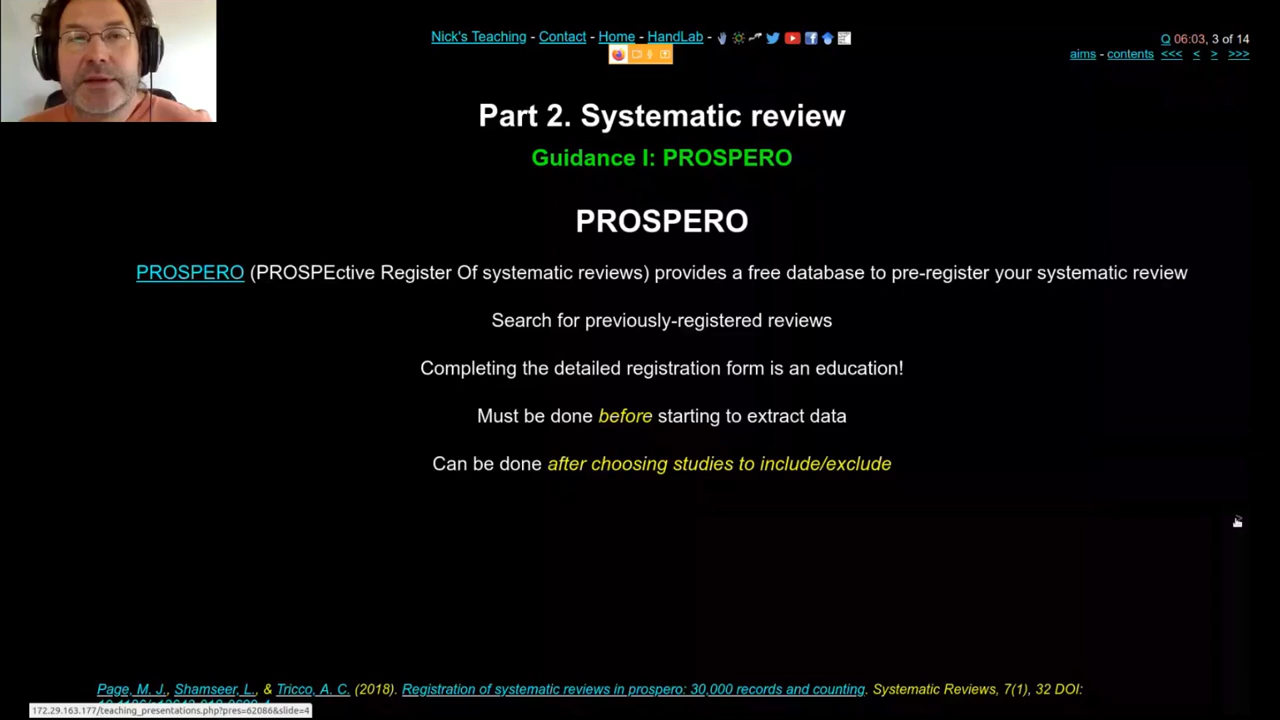 Nick's Teaching - Contact - Home - HandLab -
Q 06:03, 3 of 14
aims - contents <<< < > >>>
Part 2. Systematic review
Guidance I: PROSPERO
PROSPERO
PROSPERO (PROSPEctive Register Of systematic reviews) provides a free database to pre-register your systematic review
Search for previously-registered reviews
Completing the detailed registration form is an education!
Must be done before starting to extract data
Can be done after choosing studies to include/exclude
Page, M. J., Shamseer, L., & Tricco, A. C. (2018). Registration of systematic reviews in prospero: 30,000 records and counting. Systematic Reviews, 7(1), 32 DOI:
172.29.163.177/teaching_presentations.php?pres=62086&slide=4